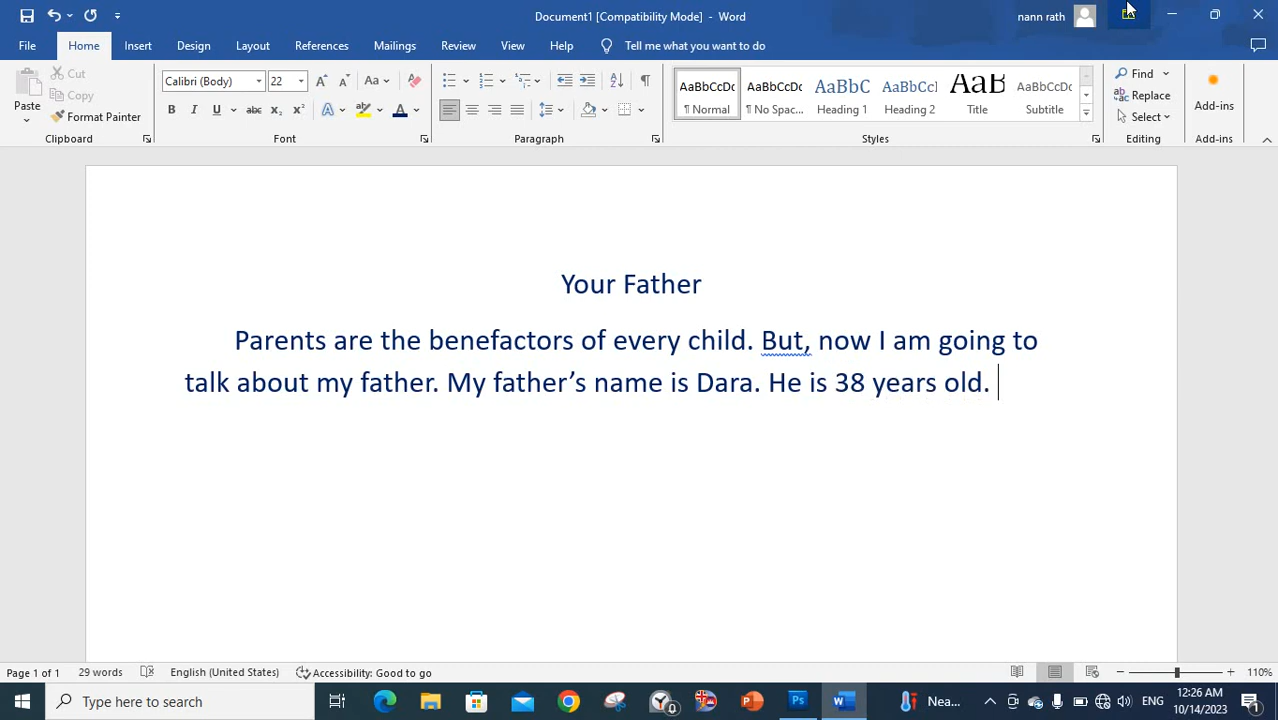 Document1 [Compatibility Mode] - Word
nann rath
File Home Insert Design Layout References Mailings Review View Help Tell me what you want to do
Paste
Cut
Copy
Format Painter
Clipboard
Calibri (Body) 22
Font
Paragraph
AaBbCcDc AaBbCcDc AaBbC AaBbCcI AaB AaBbCcD
¶ Normal ¶ No Spac... Heading 1 Heading 2 Title Subtitle
Styles
Find
Replace
Select
Editing
Add-ins
Add-ins
Your Father
Parents are the benefactors of every child. But, now I am going to
talk about my father. My father’s name is Dara. He is 38 years old.
Page 1 of 1 29 words English (United States) Accessibility: Good to go 110%
Type here to search
Nea...
ENG
12:26 AM
10/14/2023